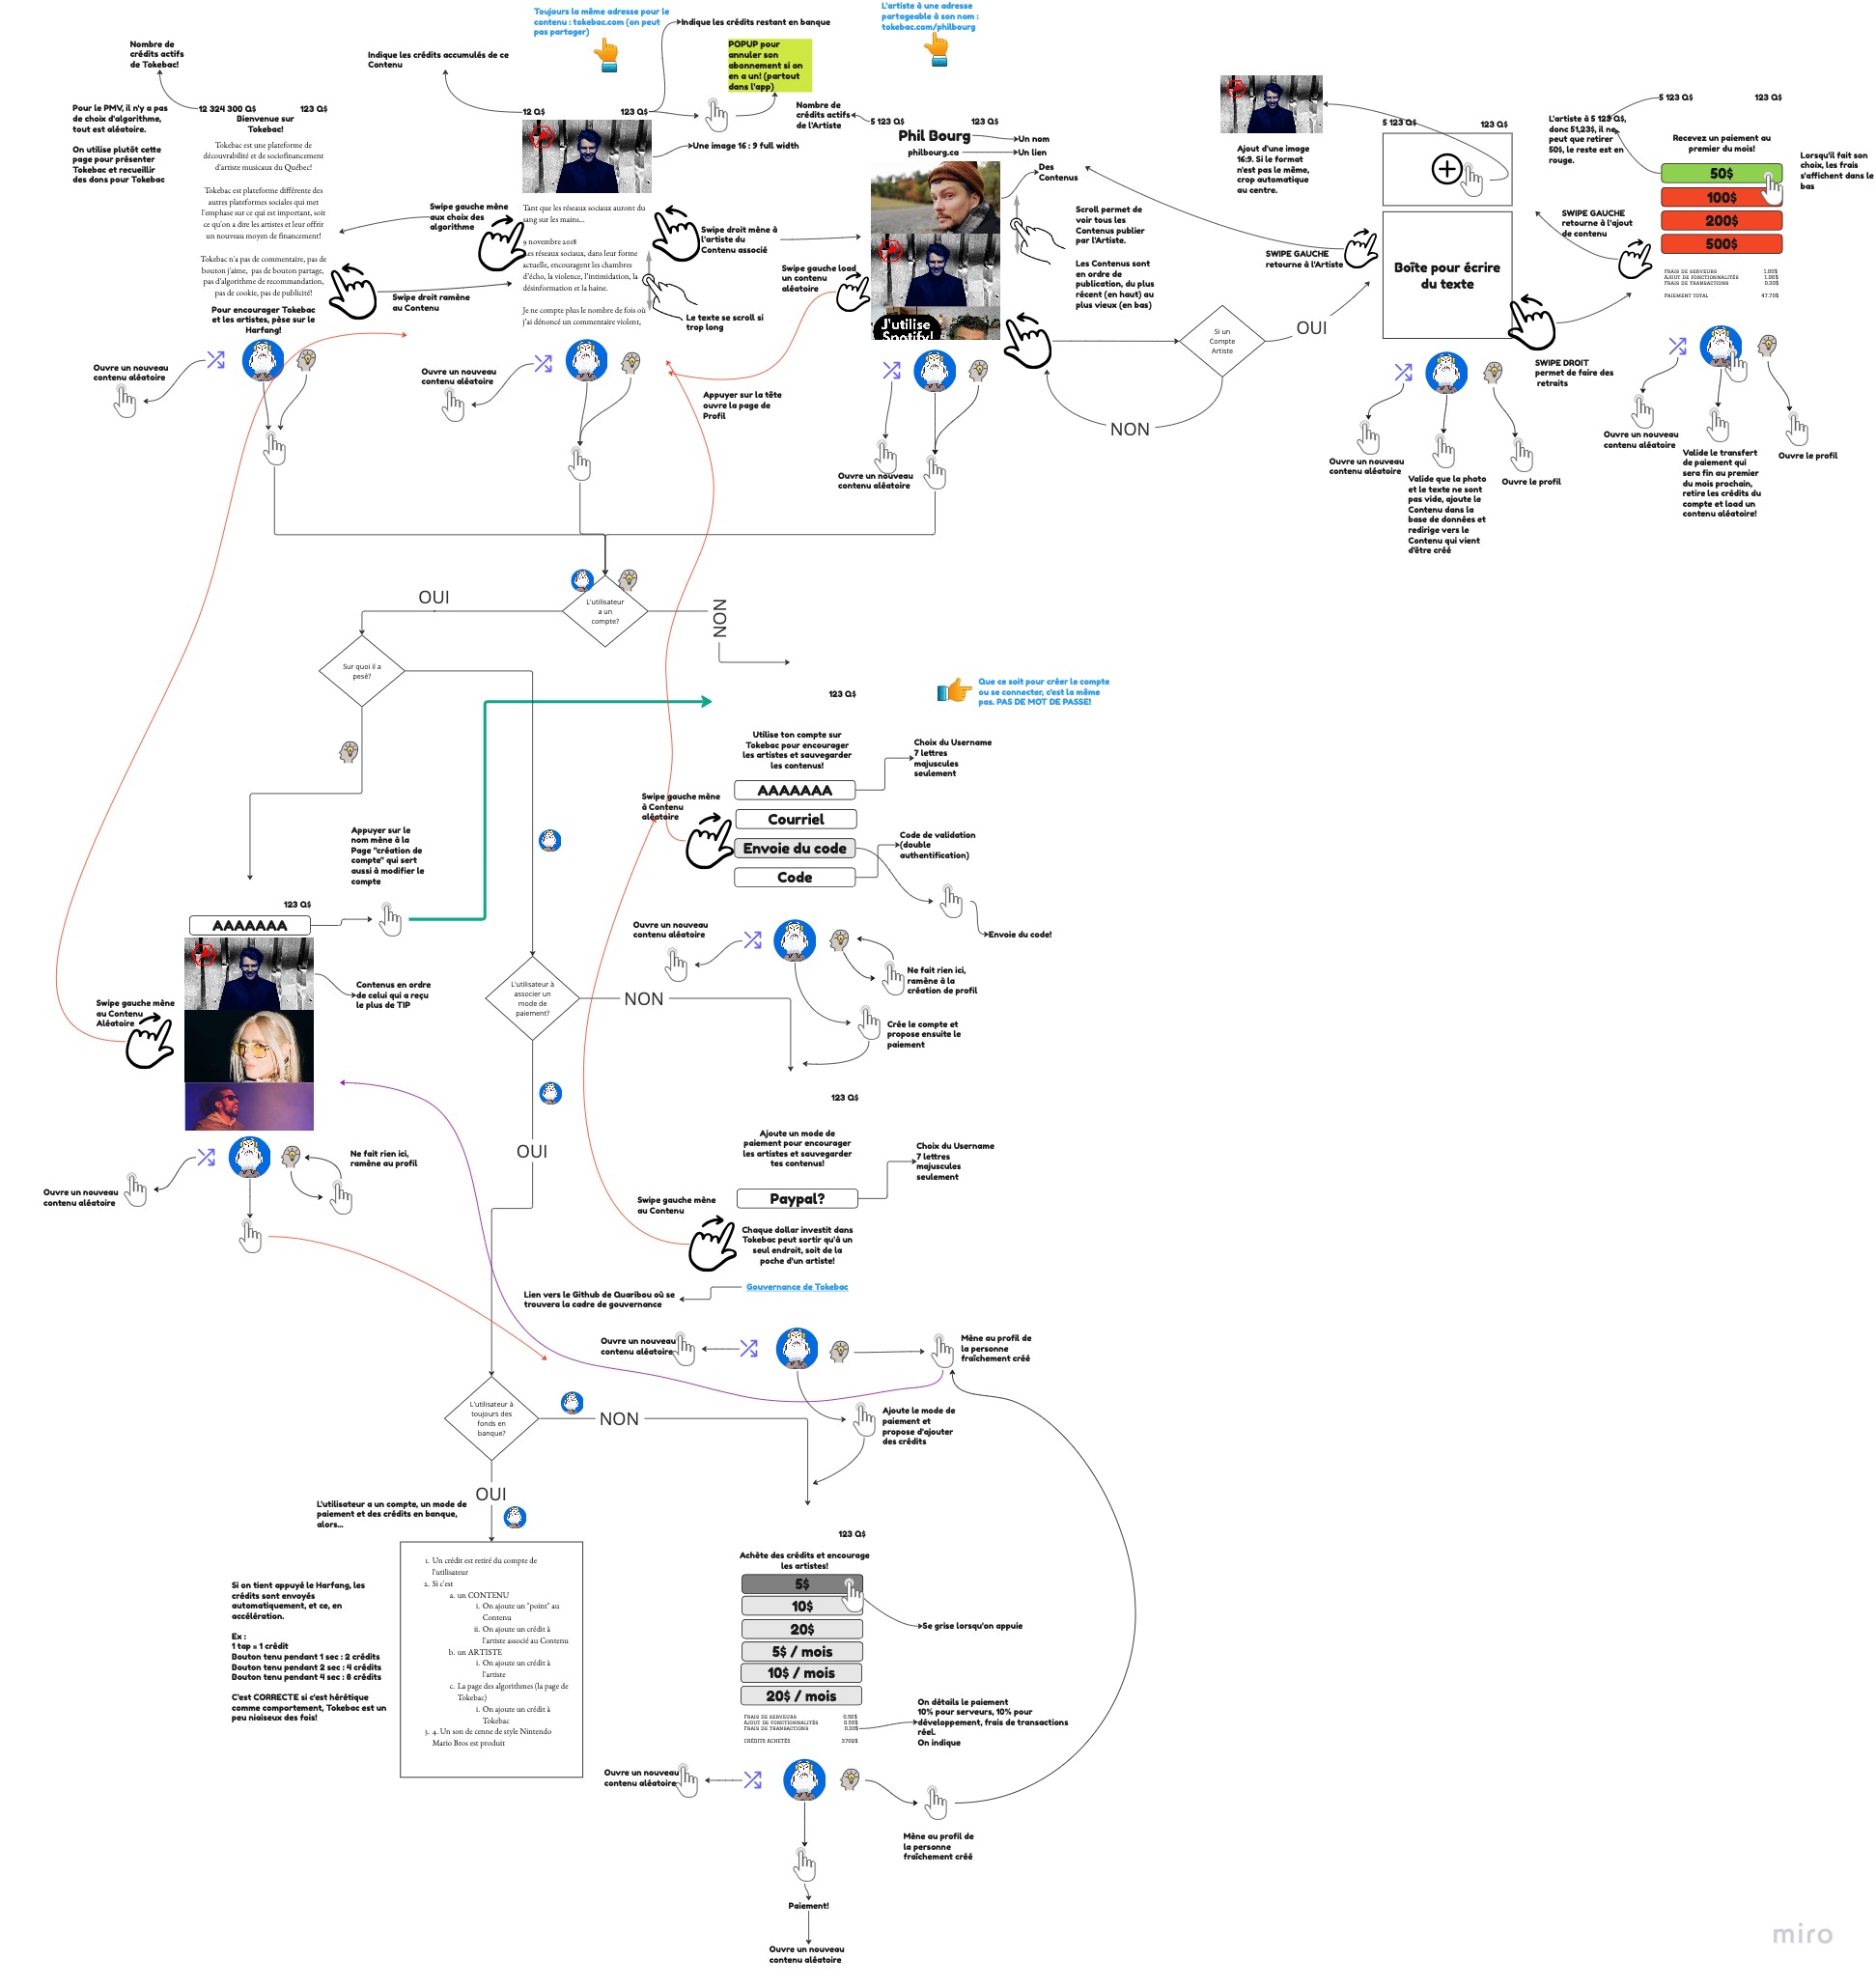 Toujours la même adresse pour le
contenu : tokebac.com (on peut
pas partager)
Indique les crédits restant en banque
L'artiste à une adresse
partageable à son nom :
tokebac.com/philbourg
Nombre de
crédits actifs
de Tokebac!
Indique les crédits accumulés de ce
Contenu
POPUP pour
annuler son
abonnement si on
en a un! (partout
dans l'app)
Pour le PMV, il n'y a pas
de choix d'algorithme,
tout est aléatoire.
On utilise plutôt cette
page pour présenter
Tokebac et recueillir
des dons pour Tokebac
12 324 300 Q$
123 Q$
Bienvenue sur
Tokebac!
Tokebac est une plateforme de
découvrabilité et de sociofinancement
d'artiste musicaux du Québec!
Tokebac est plateforme différente des
autres plateformes sociales qui met
l'emphase sur ce qui est important, soit
ce qu'on a dire les artistes et leur offrir
un nouveau moyen de financement!
Tokebac n'a pas de commentaire, pas de
bouton j'aime, pas de bouton partage,
pas d'algorithme de recommandation,
pas de cookie, pas de publicité!
Pour encourager Tokebac
et les artistes, pèse sur le
Harfang!
Ouvre un nouveau
contenu aléatoire
Swipe gauche mène
aux choix des
algorithme
Swipe droit ramène
au Contenu
12 Q$
123 Q$
Une image 16 : 9 full width
Tant que les réseaux sociaux auront du
sang sur les mains...
9 novembre 2018
Les réseaux sociaux, dans leur forme
actuelle, encouragent les chambres
d'écho, la violence, l'intimidation, la
désinformation et la haine.
Je ne compte plus le nombre de fois où
j'ai dénoncé un commentaire violent,
Swipe droit mène à
l'artiste du
Contenu associé
Le texte se scroll si
trop long
Ouvre un nouveau
contenu aléatoire
Appuyer sur la tête
ouvre la page de
Profil
Nombre de
crédits actifs
de l'Artiste
5 123 Q$
123 Q$
Phil Bourg
philbourg.ca
Un nom
Un lien
Des
Contenus
J'utilise
Spotify!
Swipe gauche load
un contenu
aléatoire
Scroll permet de
voir tous les
Contenus publier
par l'Artiste.
Les Contenus sont
en ordre de
publication, du plus
récent (en haut) au
plus vieux (en bas)
Ouvre un nouveau
contenu aléatoire
Si un
Compte
Artiste
OUI
NON
SWIPE GAUCHE
retourne à l'Artiste
Ajout d'une image
16:9. Si le format
n'est pas le même,
crop automatique
au centre.
5 123 Q$
123 Q$
Boîte pour écrire
du texte
SWIPE DROIT
permet de faire des
retraits
Ouvre un nouveau
contenu aléatoire
Valide que la photo
et le texte ne sont
pas vide, ajoute le
Contenu dans la
base de données et
redirige vers le
Contenu qui vient
d'être créé
Ouvre le profil
L'artiste à 5 123 Q$,
donc 51,23$, il ne
peut que retirer
50$, le reste est en
rouge.
SWIPE GAUCHE
retourne à l'ajout
de contenu
5 123 Q$
123 Q$
Recevez un paiement au
premier du mois!
50$
100$
200$
500$
FRAIS DE SERVEURS 1.00$
AJOUT DE FONCTIONNALITÉS 1.00$
FRAIS DE TRANSACTIONS 0.30$
PAIEMENT TOTAL 47.70$
Lorsqu'il fait son
choix, les frais
s'affichent dans le
bas
Ouvre un nouveau
contenu aléatoire
Valide le transfert
de paiement qui
sera fin au premier
du mois prochain,
retire les crédits du
compte et load un
contenu aléatoire!
Ouvre le profil
L'utilisateur
a un
compte?
OUI
NON
Sur quoi il a
pesé?
Appuyer sur le
nom mène à la
Page "création de
compte" qui sert
aussi à modifier le
compte
123 Q$
AAAAAAA
Contenus en ordre
de celui qui a reçu
le plus de TIP
Swipe gauche mène
au Contenu
Aléatoire
Ne fait rien ici,
ramène au profil
Ouvre un nouveau
contenu aléatoire
123 Q$
Que ce soit pour créer le compte
ou se connecter, c'est la même
pas. PAS DE MOT DE PASSE!
Utilise ton compte sur
Tokebac pour encourager
les artistes et sauvegarder
les contenus!
AAAAAAA
Courriel
Envoie du code
Code
Choix du Username
7 lettres
majuscules
seulement
Swipe gauche mène
à Contenu
aléatoire
Code de validation
(double
authentification)
Envoie du code!
Ouvre un nouveau
contenu aléatoire
Ne fait rien ici,
ramène à la
création de profil
Crée le compte et
propose ensuite le
paiement
L'utilisateur à
associer un
mode de
paiement?
NON
OUI
123 Q$
Ajoute un mode de
paiement pour encourager
les artistes et sauvegarder
tes contenus!
Paypal?
Choix du Username
7 lettres
majuscules
seulement
Swipe gauche mène
au Contenu
Chaque dollar investit dans
Tokebac peut sortir qu'à un
seul endroit, soit de la
poche d'un artiste!
Gouvernance de Tokebac
Lien vers le Github de Quaribou où se
trouvera la cadre de gouvernance
Ouvre un nouveau
contenu aléatoire
Mène au profil de
la personne
fraîchement créé
Ajoute le mode de
paiement et
propose d'ajouter
des crédits
L'utilisateur à
toujours des
fonds en
banque?
NON
OUI
L'utilisateur a un compte, un mode de
paiement et des crédits en banque,
alors...
1. Un crédit est retiré du compte de
l'utilisateur
2. Si c'est
a. un CONTENU
i. On ajoute un "point" au
Contenu
ii. On ajoute un crédit à
l'artiste associé au Contenu
b. un ARTISTE
i. On ajoute un crédit à
l'artiste
c. La page des algorithmes (la page de
Tokebac)
i. On ajoute un crédit à
Tokebac
3. 4. Un son de cenne de style Nintendo
Mario Bros est produit
Si on tient appuyé le Harfang, les
crédits sont envoyés
automatiquement, et ce, en
accélération.
Ex :
1 tap = 1 crédit
Bouton tenu pendant 1 sec : 2 crédits
Bouton tenu pendant 2 sec : 4 crédits
Bouton tenu pendant 4 sec : 8 crédits
C'est CORRECTE si c'est hérétique
comme comportement, Tokebac est un
peu niaiseux des fois!
123 Q$
Achète des crédits et encourage
les artistes!
5$
10$
20$
5$ / mois
10$ / mois
20$ / mois
Se grise lorsqu'on appuie
FRAIS DE SERVEURS 0.50$
AJOUT DE FONCTIONNALITÉS 0.50$
FRAIS DE TRANSACTIONS 0.30$
CRÉDITS ACHETÉS 370Q$
On détails le paiement
10% pour serveurs, 10% pour
développement, frais de transactions
réel.
On indique
Ouvre un nouveau
contenu aléatoire
Mène au profil de
la personne
fraîchement créé
Paiement!
Ouvre un nouveau
contenu aléatoire
miro